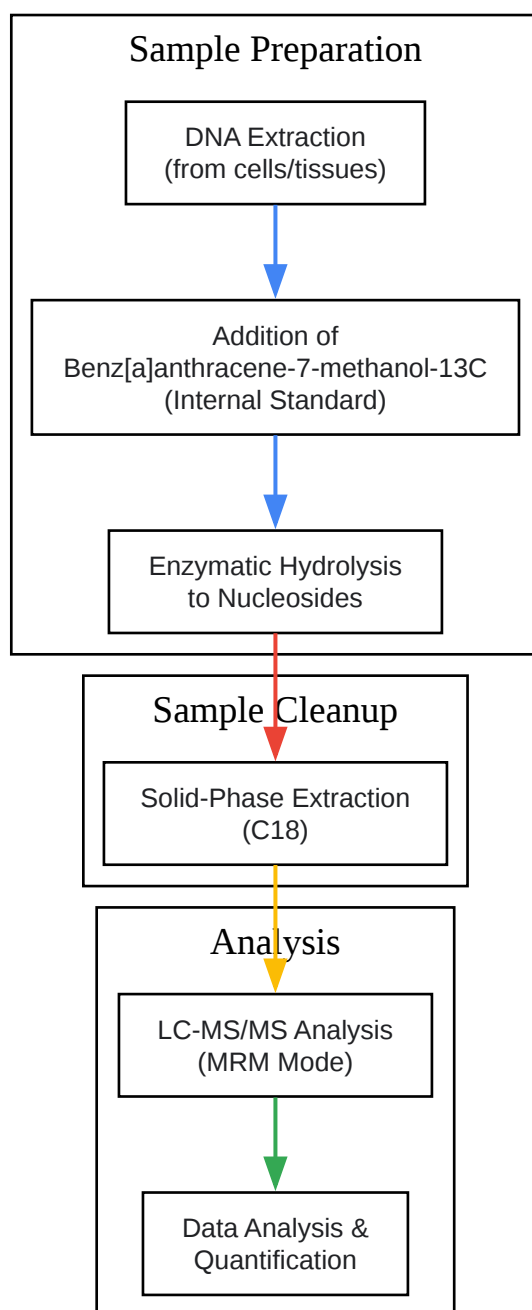 Sample Preparation
DNA Extraction
(from cells/tissues)
Addition of
Benz[a]anthracene-7-methanol-13C
(Internal Standard)
Enzymatic Hydrolysis
to Nucleosides
Sample Cleanup
Solid-Phase Extraction
(C18)
Analysis
LC-MS/MS Analysis
(MRM Mode)
Data Analysis &
Quantification